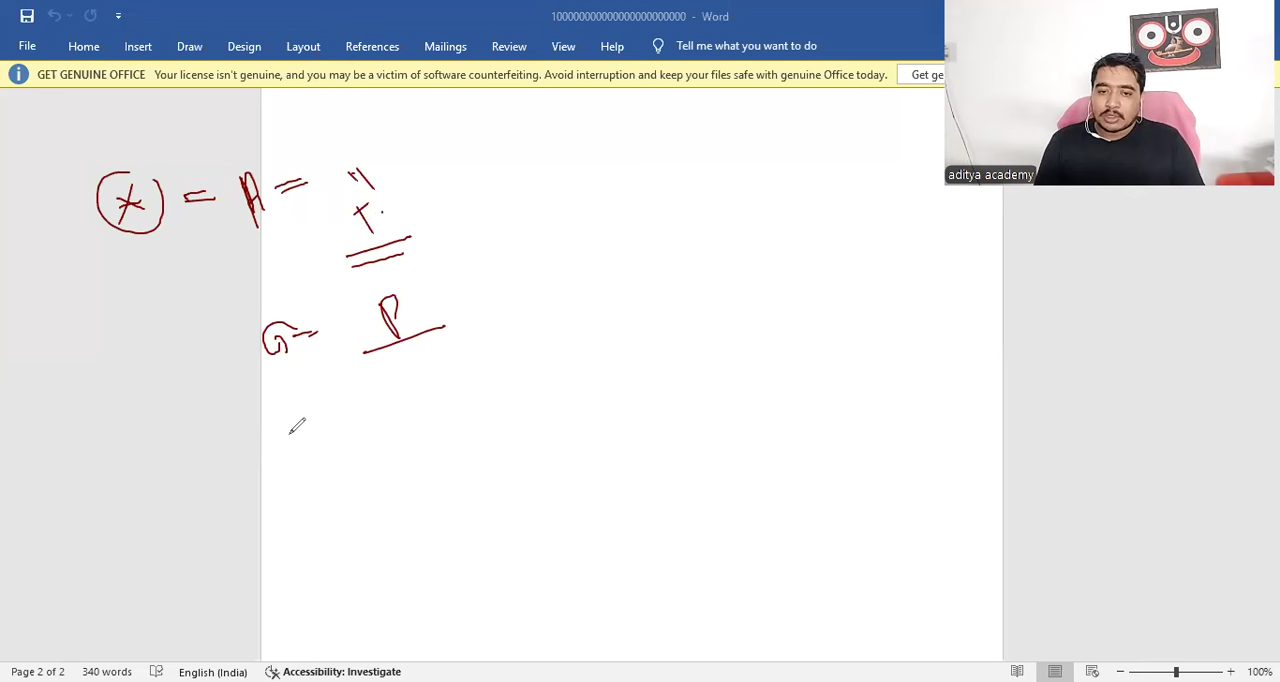 100000000000000000000000 - Word
File Home Insert Draw Design Layout References Mailings Review View Help Tell me what you want to do
GET GENUINE OFFICE Your license isn't genuine, and you may be a victim of software counterfeiting. Avoid interruption and keep your files safe with genuine Office today. Get ge
aditya academy
= A =
σ = P
Page 2 of 2 340 words English (India) Accessibility: Investigate 100%